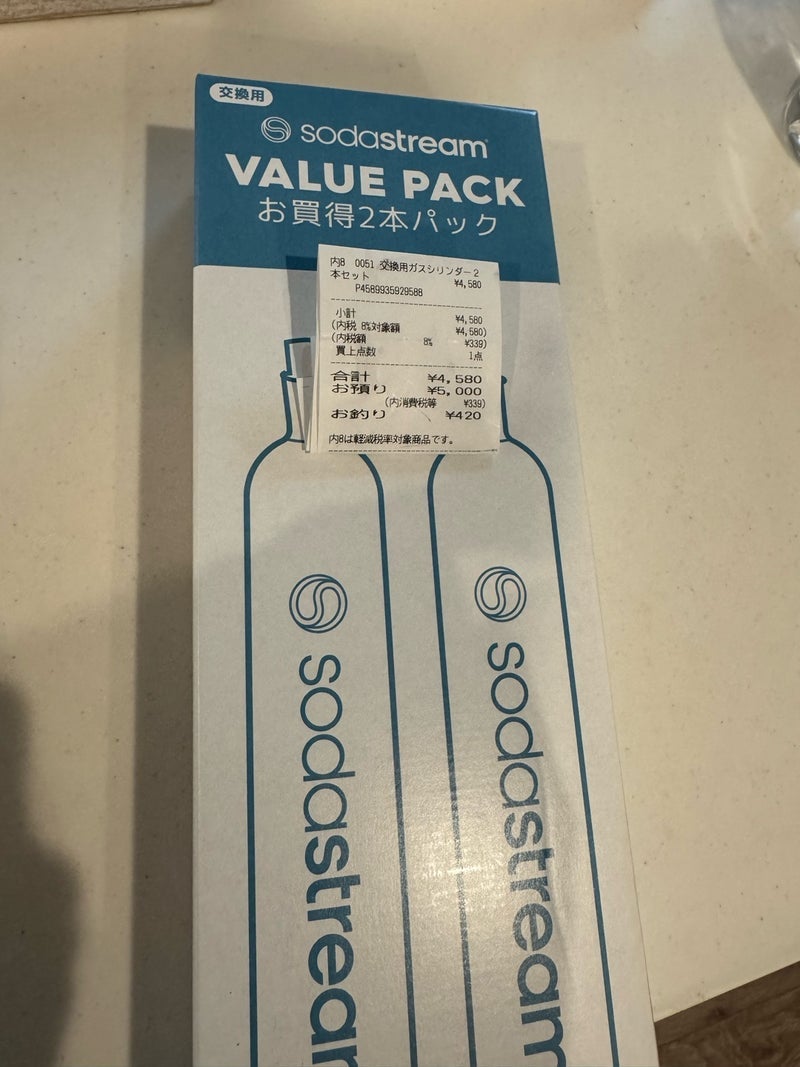 交換用
sodastream
VALUE PACK
お買得2本パック
内8 0051 交換用ガスシリンダー2
本セット ¥4,580
P4589935929588
小計 ¥4,580
(内税 8%対象額 ¥4,580)
(内税額 8% ¥339)
買上点数 1点
合計 ¥4,580
お預り ¥5,000
(内消費税等 ¥339)
お釣り ¥420
内8は軽減税率対象商品です。
sodastream
sodastream